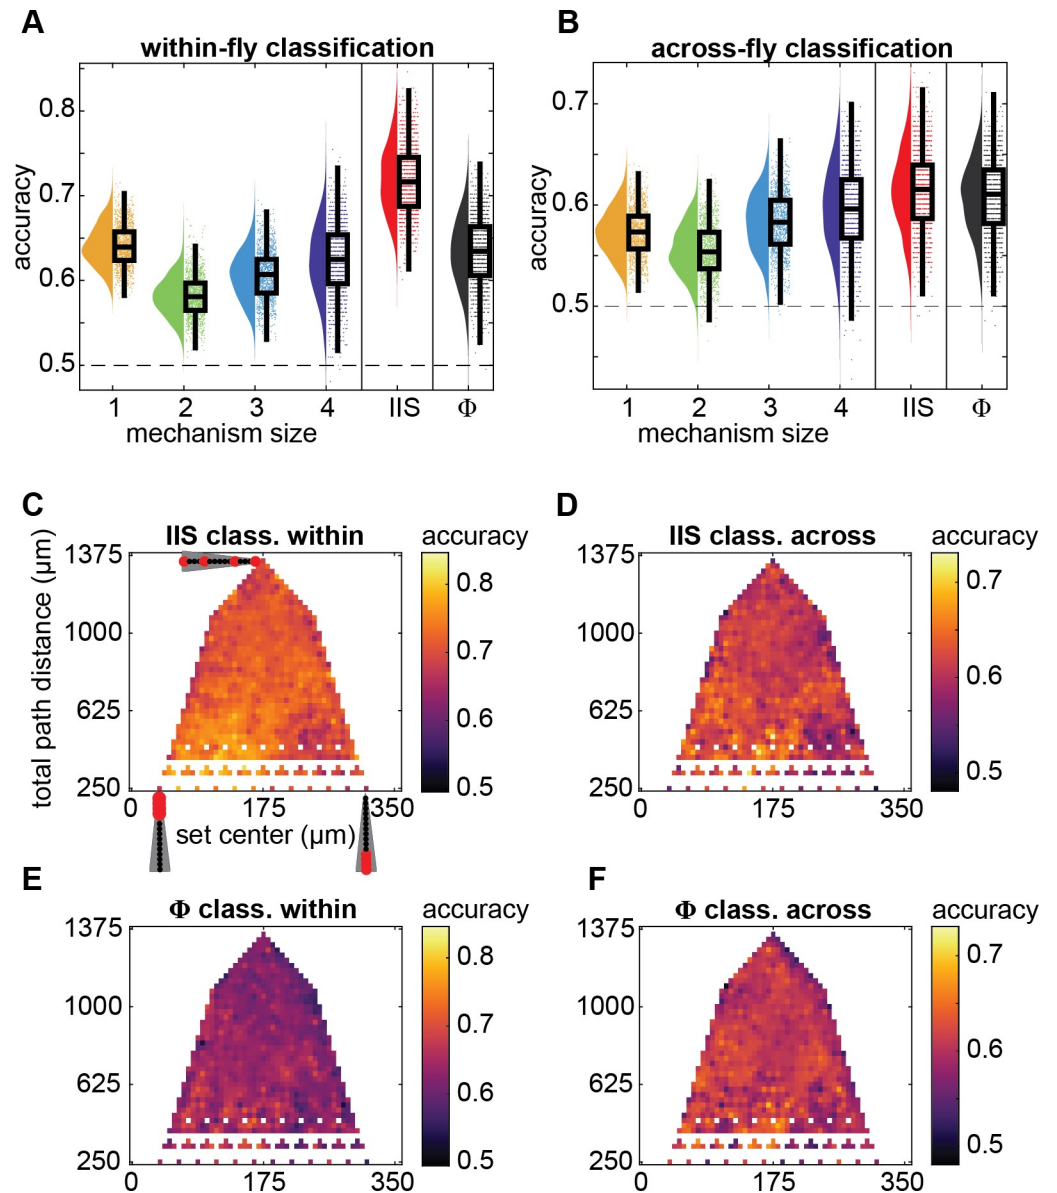 A
within-fly classification
accuracy
0.8
0.7
0.6
0.5
1 2 3 4 IIS Φ
mechanism size
B
across-fly classification
accuracy
0.7
0.6
0.5
1 2 3 4 IIS Φ
mechanism size
C
IIS class. within
accuracy
total path distance (μm)
1375
1000
625
250
0 175 350
set center (μm)
0.8
0.7
0.6
0.5
D
IIS class. across
accuracy
1375
1000
625
250
0 175 350
0.7
0.6
0.5
E
Φ class. within
accuracy
1375
1000
625
250
0 175 350
0.8
0.7
0.6
0.5
F
Φ class. across
accuracy
1375
1000
625
250
0 175 350
0.7
0.6
0.5